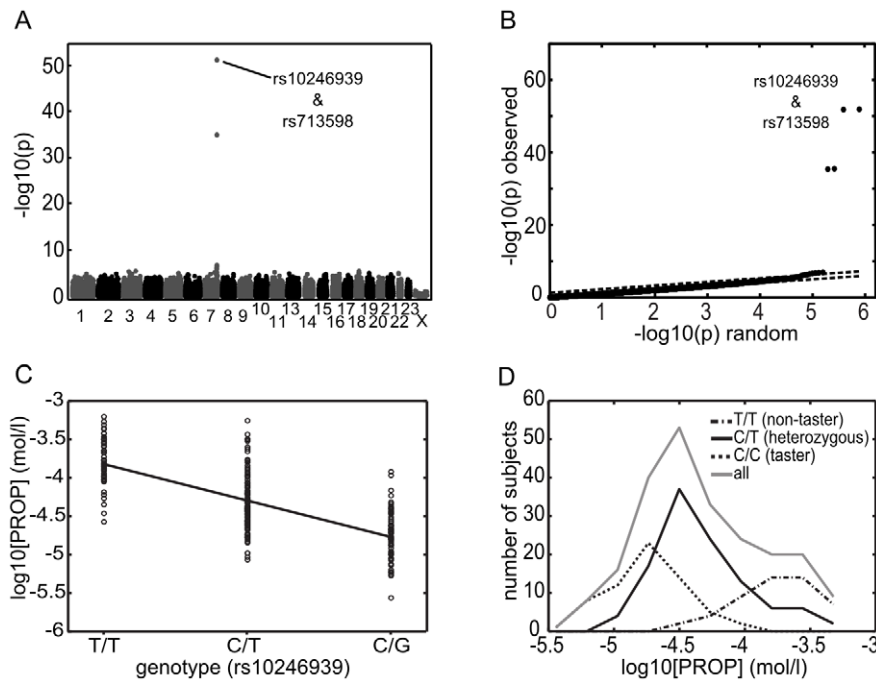 A
-log10(p)
50
40
30
20
10
0
rs10246939
&
rs713598
1 2 3 4 5 6 7 8 9 10 11 12 13 14 15 16 17 18 19 20 21 22 23 X
B
-log10(p) observed
60
40
20
0
rs10246939
&
rs713598
0 1 2 3 4 5 6
-log10(p) random
C
log10[PROP] (mol/l)
-3
-3.5
-4
-4.5
-5
-5.5
-6
T/T C/T C/G
genotype (rs10246939)
D
number of subjects
60
50
40
30
20
10
0
T/T (non-taster)
C/T (heterozygous)
C/C (taster)
all
-5.5 -5 -4.5 -4 -3.5 -3
log10[PROP] (mol/l)